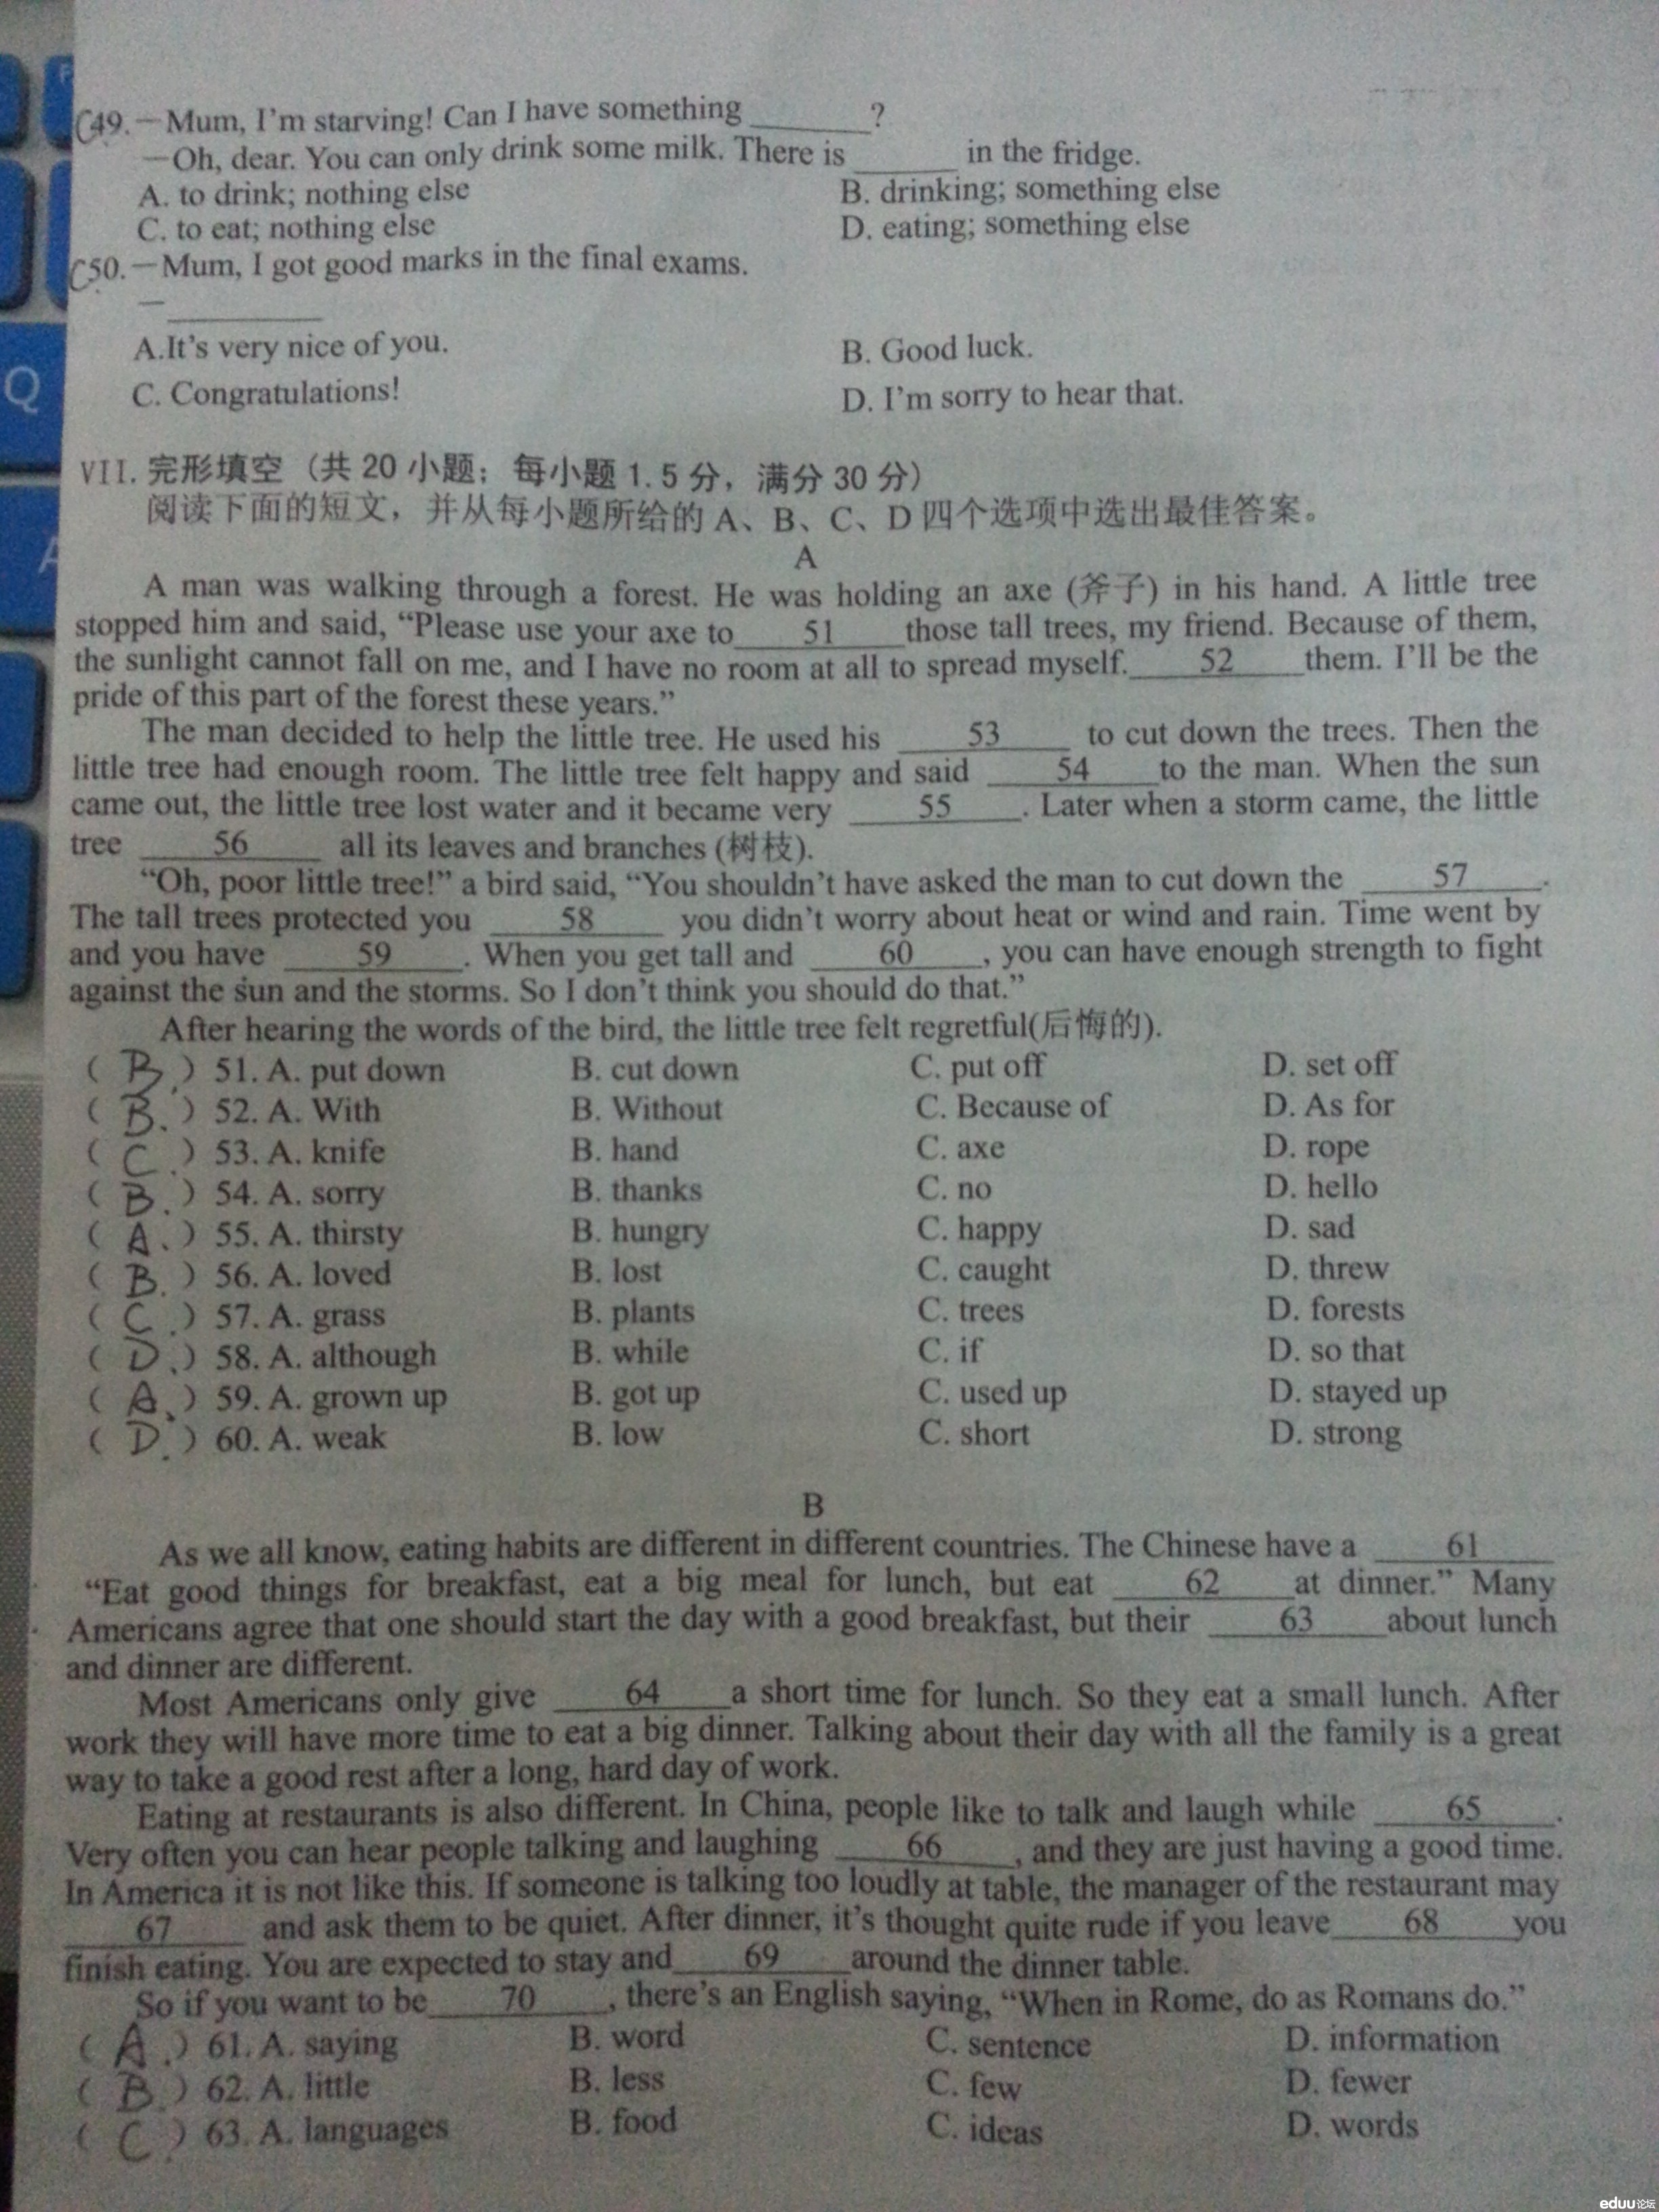 C49.—Mum, I'm starving! Can I have something ________?
—Oh, dear. You can only drink some milk. There is ________ in the fridge.
A. to drink; nothing else B. drinking; something else
C. to eat; nothing else D. eating; something else
C50.—Mum, I got good marks in the final exams.
— ________
A.It's very nice of you. B. Good luck.
C. Congratulations! D. I'm sorry to hear that.
VII. 完形填空（共 20 小题；每小题 1.5 分，满分 30 分）
阅读下面的短文，并从每小题所给的 A、B、C、D 四个选项中选出最佳答案。
A
A man was walking through a forest. He was holding an axe (斧子) in his hand. A little tree
stopped him and said, “Please use your axe to 51 those tall trees, my friend. Because of them,
the sunlight cannot fall on me, and I have no room at all to spread myself. 52 them. I'll be the
pride of this part of the forest these years.”
The man decided to help the little tree. He used his 53 to cut down the trees. Then the
little tree had enough room. The little tree felt happy and said 54 to the man. When the sun
came out, the little tree lost water and it became very 55 . Later when a storm came, the little
tree 56 all its leaves and branches (树枝).
“Oh, poor little tree!” a bird said, “You shouldn't have asked the man to cut down the 57 .
The tall trees protected you 58 you didn't worry about heat or wind and rain. Time went by
and you have 59 . When you get tall and 60 , you can have enough strength to fight
against the sun and the storms. So I don't think you should do that.”
After hearing the words of the bird, the little tree felt regretful(后悔的).
( B ) 51. A. put down B. cut down C. put off D. set off
( B. ) 52. A. With B. Without C. Because of D. As for
( C. ) 53. A. knife B. hand C. axe D. rope
( B. ) 54. A. sorry B. thanks C. no D. hello
( A. ) 55. A. thirsty B. hungry C. happy D. sad
( B. ) 56. A. loved B. lost C. caught D. threw
( C. ) 57. A. grass B. plants C. trees D. forests
( D. ) 58. A. although B. while C. if D. so that
( A. ) 59. A. grown up B. got up C. used up D. stayed up
( D. ) 60. A. weak B. low C. short D. strong
B
As we all know, eating habits are different in different countries. The Chinese have a 61
“Eat good things for breakfast, eat a big meal for lunch, but eat 62 at dinner.” Many
Americans agree that one should start the day with a good breakfast, but their 63 about lunch
and dinner are different.
Most Americans only give 64 a short time for lunch. So they eat a small lunch. After
work they will have more time to eat a big dinner. Talking about their day with all the family is a great
way to take a good rest after a long, hard day of work.
Eating at restaurants is also different. In China, people like to talk and laugh while 65 .
Very often you can hear people talking and laughing 66 , and they are just having a good time.
In America it is not like this. If someone is talking too loudly at table, the manager of the restaurant may
67 and ask them to be quiet. After dinner, it's thought quite rude if you leave 68 you
finish eating. You are expected to stay and 69 around the dinner table.
So if you want to be 70 , there's an English saying, “When in Rome, do as Romans do.”
( A. ) 61. A. saying B. word C. sentence D. information
( B ) 62. A. little B. less C. few D. fewer
( C ) 63. A. languages B. food C. ideas D. words
Q
A
eduu论坛